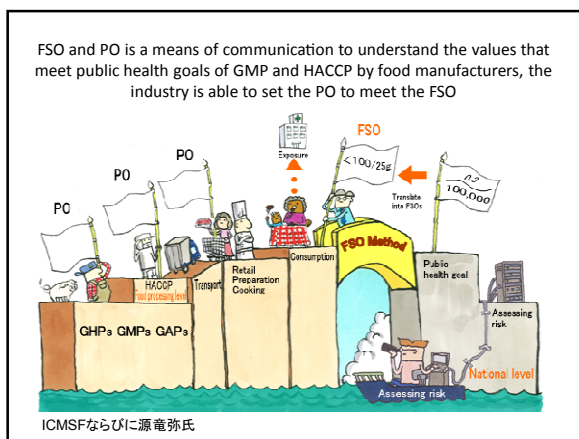 FSO and PO is a means of communication to understand the values that
meet public health goals of GMP and HACCP by food manufacturers, the
industry is able to set the PO to meet the FSO
PO
PO
PO
Exposure
FSO
<100/25g
Translate
into FSOs
n.2
100,000
HACCP
Food processing level
Transport
Retail
Preparation
Cooking
Consumption
FSO Method
Pubic
health goal
Assessing
risk
GHPs GMPs GAPs
National level
Assessing risk
ICMSFならびに源竜弥氏